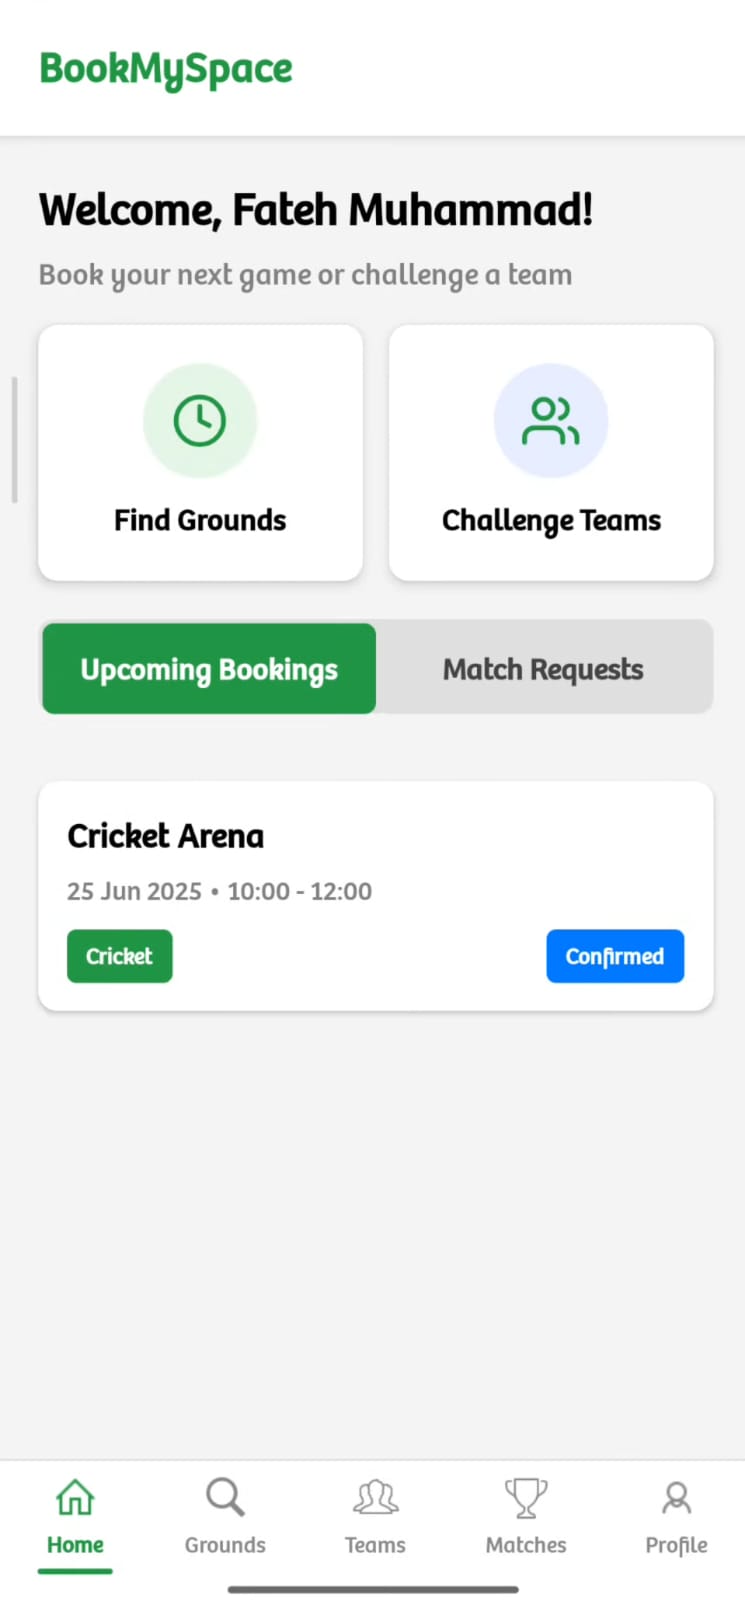 BookMySpace
Welcome, Fateh Muhammad!
Book your next game or challenge a team
Find Grounds
Challenge Teams
Upcoming Bookings
Match Requests
Cricket Arena
25 Jun 2025 • 10:00 - 12:00
Cricket
Confirmed
Home
Grounds
Teams
Matches
Profile